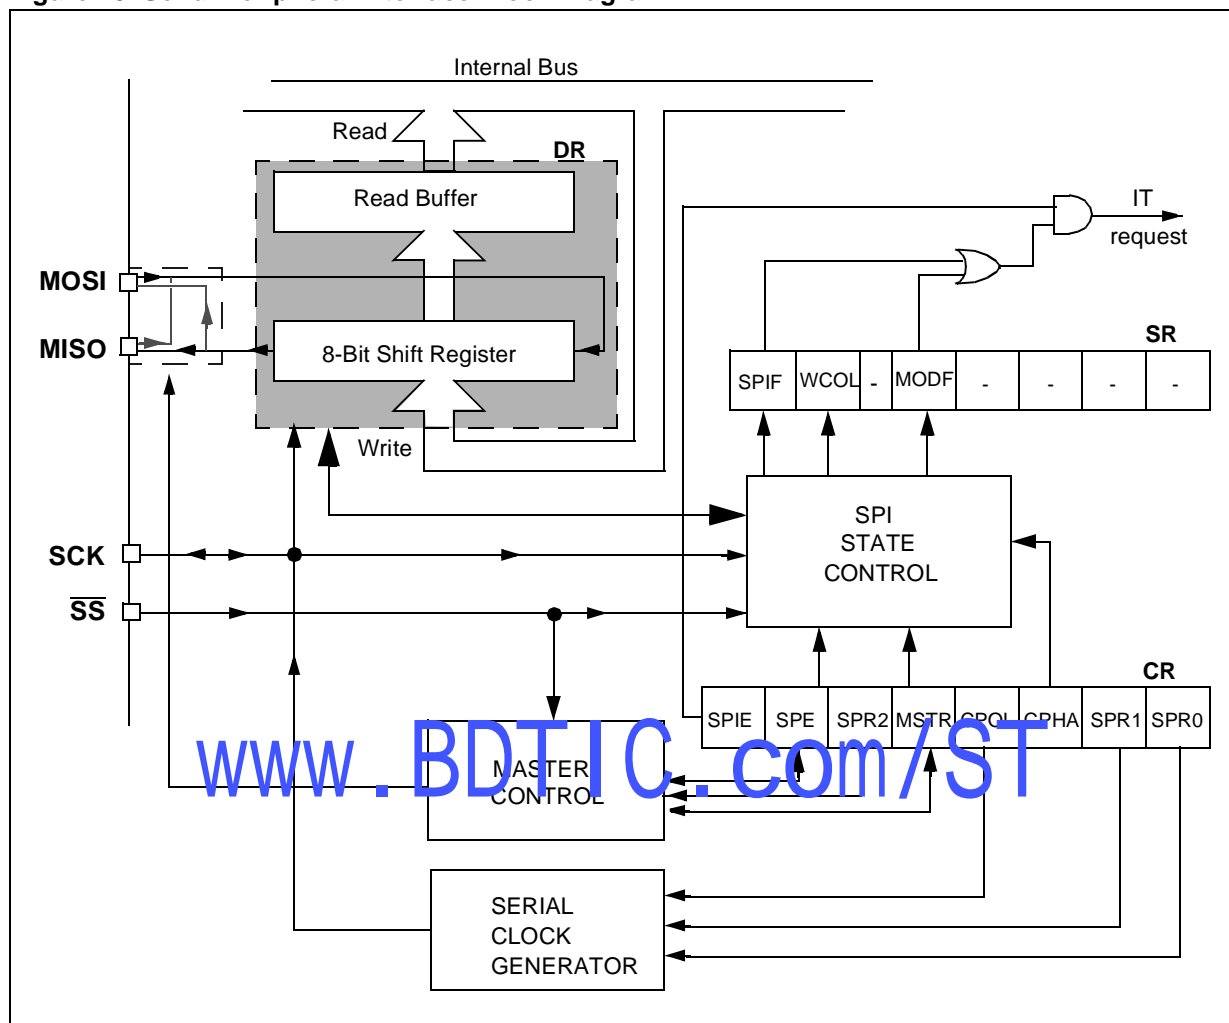 Internal Bus
Read
DR
Read Buffer
IT
request
MOSI
MISO
8-Bit Shift Register
SR
SPIF WCOL - MODF - - - -
Write
SPI
STATE
CONTROL
SCK
SS
CR
SPIE SPE SPR2 MSTR CPOL CPHA SPR1 SPR0
www.BDTIC.com/ST
MASTER
CONTROL
SERIAL
CLOCK
GENERATOR